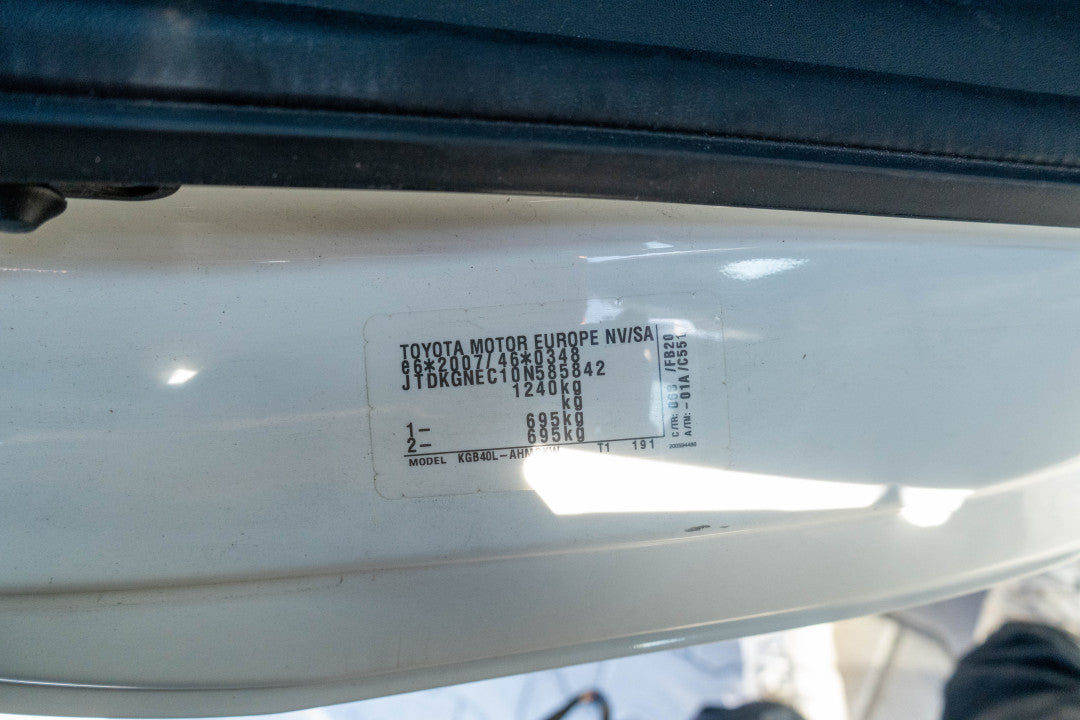 TOYOTA MOTOR EUROPE NV/SA
e6*2007/46*0348
JTDKGNEC10N585842
1240kg
kg
1- 695kg
2- 695kg
MODEL T1 191
C/TR: /FB20
A/TM: -01A /C551